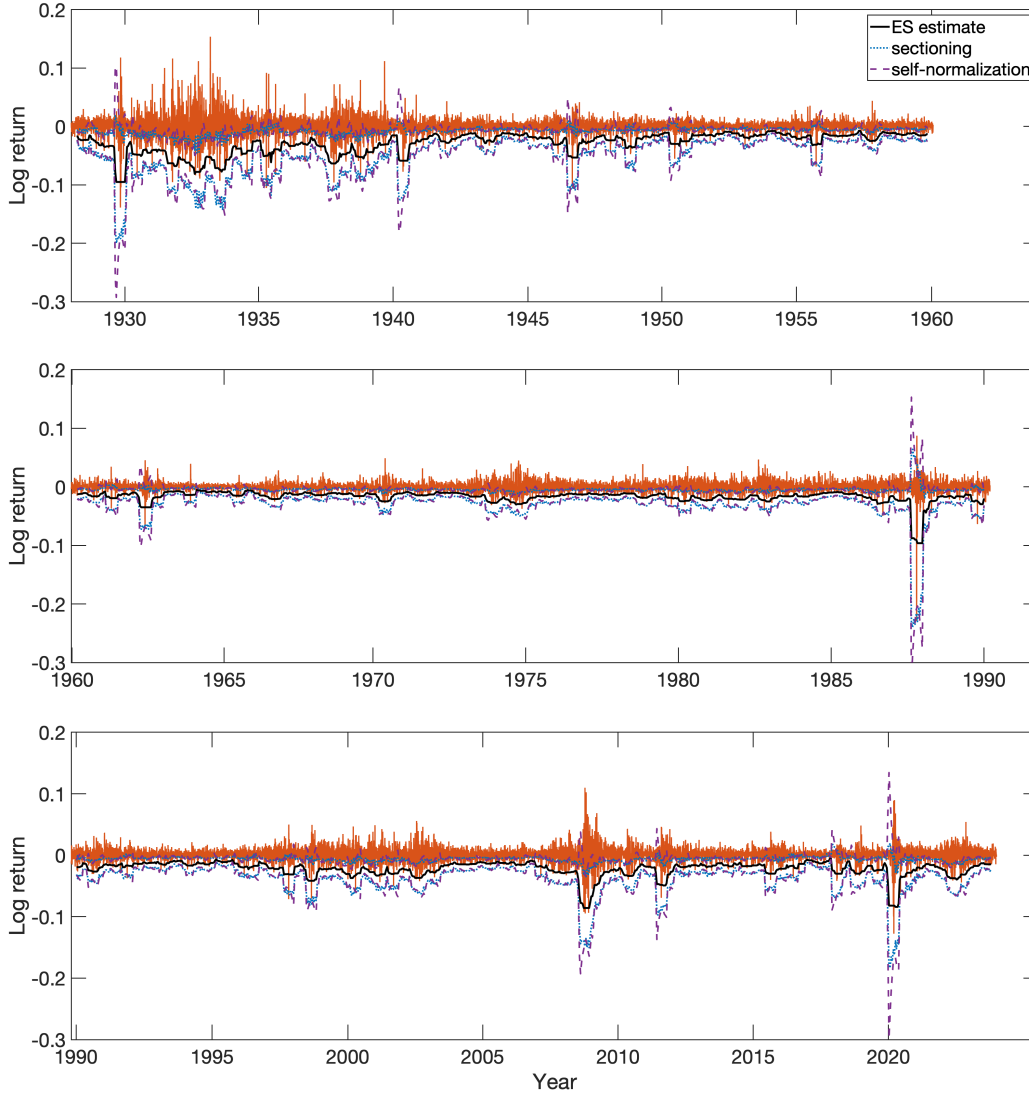 0.2
ES estimate
sectioning
self-normalization
0.1
0
-0.1
-0.2
-0.3
Log return
1930 1935 1940 1945 1950 1955 1960
0.2
0.1
0
-0.1
-0.2
-0.3
Log return
1960 1965 1970 1975 1980 1985 1990
0.2
0.1
0
-0.1
-0.2
-0.3
Log return
1990 1995 2000 2005 2010 2015 2020
Year